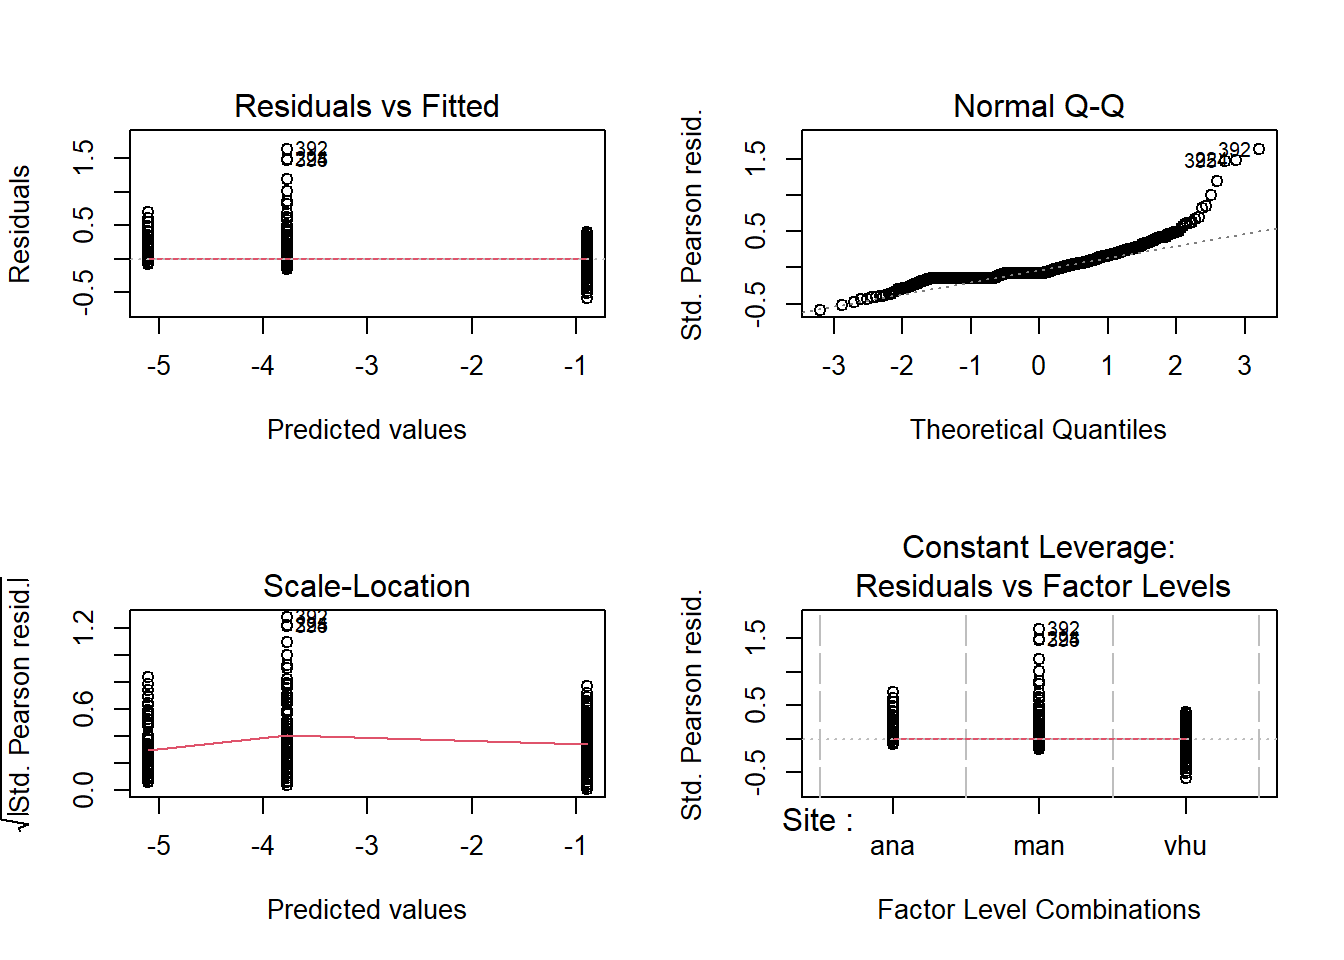 Residuals vs Fitted
Residuals
1.5
0.5
-0.5
392
-5
-4
-3
-2
-1
Predicted values
Normal Q-Q
Std. Pearson resid.
1.5
0.5
-0.5
392
-3
-2
-1
0
1
2
3
Theoretical Quantiles
Scale-Location
√|Std. Pearson resid.|
1.2
0.6
0.0
392
-5
-4
-3
-2
-1
Predicted values
Constant Leverage:
Residuals vs Factor Levels
Std. Pearson resid.
1.5
0.5
-0.5
392
Site :
ana
man
vhu
Factor Level Combinations